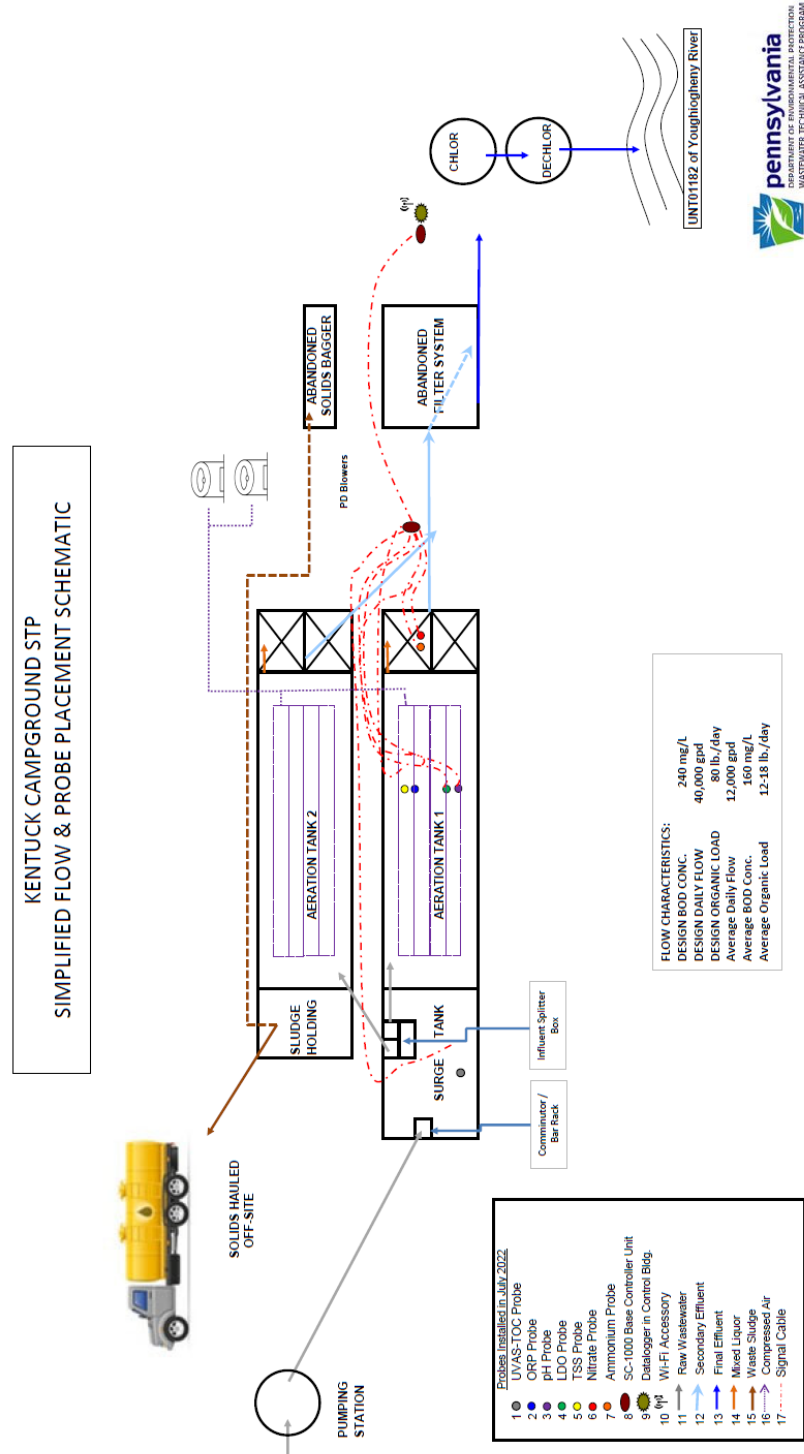 KENTUCK CAMPGROUND STP
SIMPLIFIED FLOW & PROBE PLACEMENT SCHEMATIC
SOLIDS HAULED
OFF-SITE
PUMPING
STATION
SLUDGE
HOLDING
AERATION TANK 2
SURGE TANK
AERATION TANK 1
Comminutor /
Bar Rack
Influent Splitter
Box
PD Blowers
ABANDONED
SOLIDS BAGGER
ABANDONED
FILTER SYSTEM
CHLOR
DECHLOR
UNT01182 of Youghiogheny River
Probes Installed in July 2022
1 UVAS-TOC Probe
2 ORP Probe
3 pH Probe
4 LDO Probe
5 TSS Probe
6 Nitrate Probe
7 Ammonium Probe
8 SC-1000 Base Controller Unit
9 Datalogger in Control Bldg.
10 Wi-Fi Accessory
11 Raw Wastewater
12 Secondary Effluent
13 Final Effluent
14 Mixed Liquor
15 Waste Sludge
16 Compressed Air
17 Signal Cable
FLOW CHARACTERISTICS:
DESIGN BOD CONC. 240 mg/L
DESIGN DAILY FLOW 40,000 gpd
DESIGN ORGANIC LOAD 80 lb./day
Average Daily Flow 12,000 gpd
Average BOD Conc. 160 mg/L
Average Organic Load 12-18 lb./day
pennsylvania
DEPARTMENT OF ENVIRONMENTAL PROTECTION
WASTEWATER TECHNICAL ASSISTANCE PROGRAM